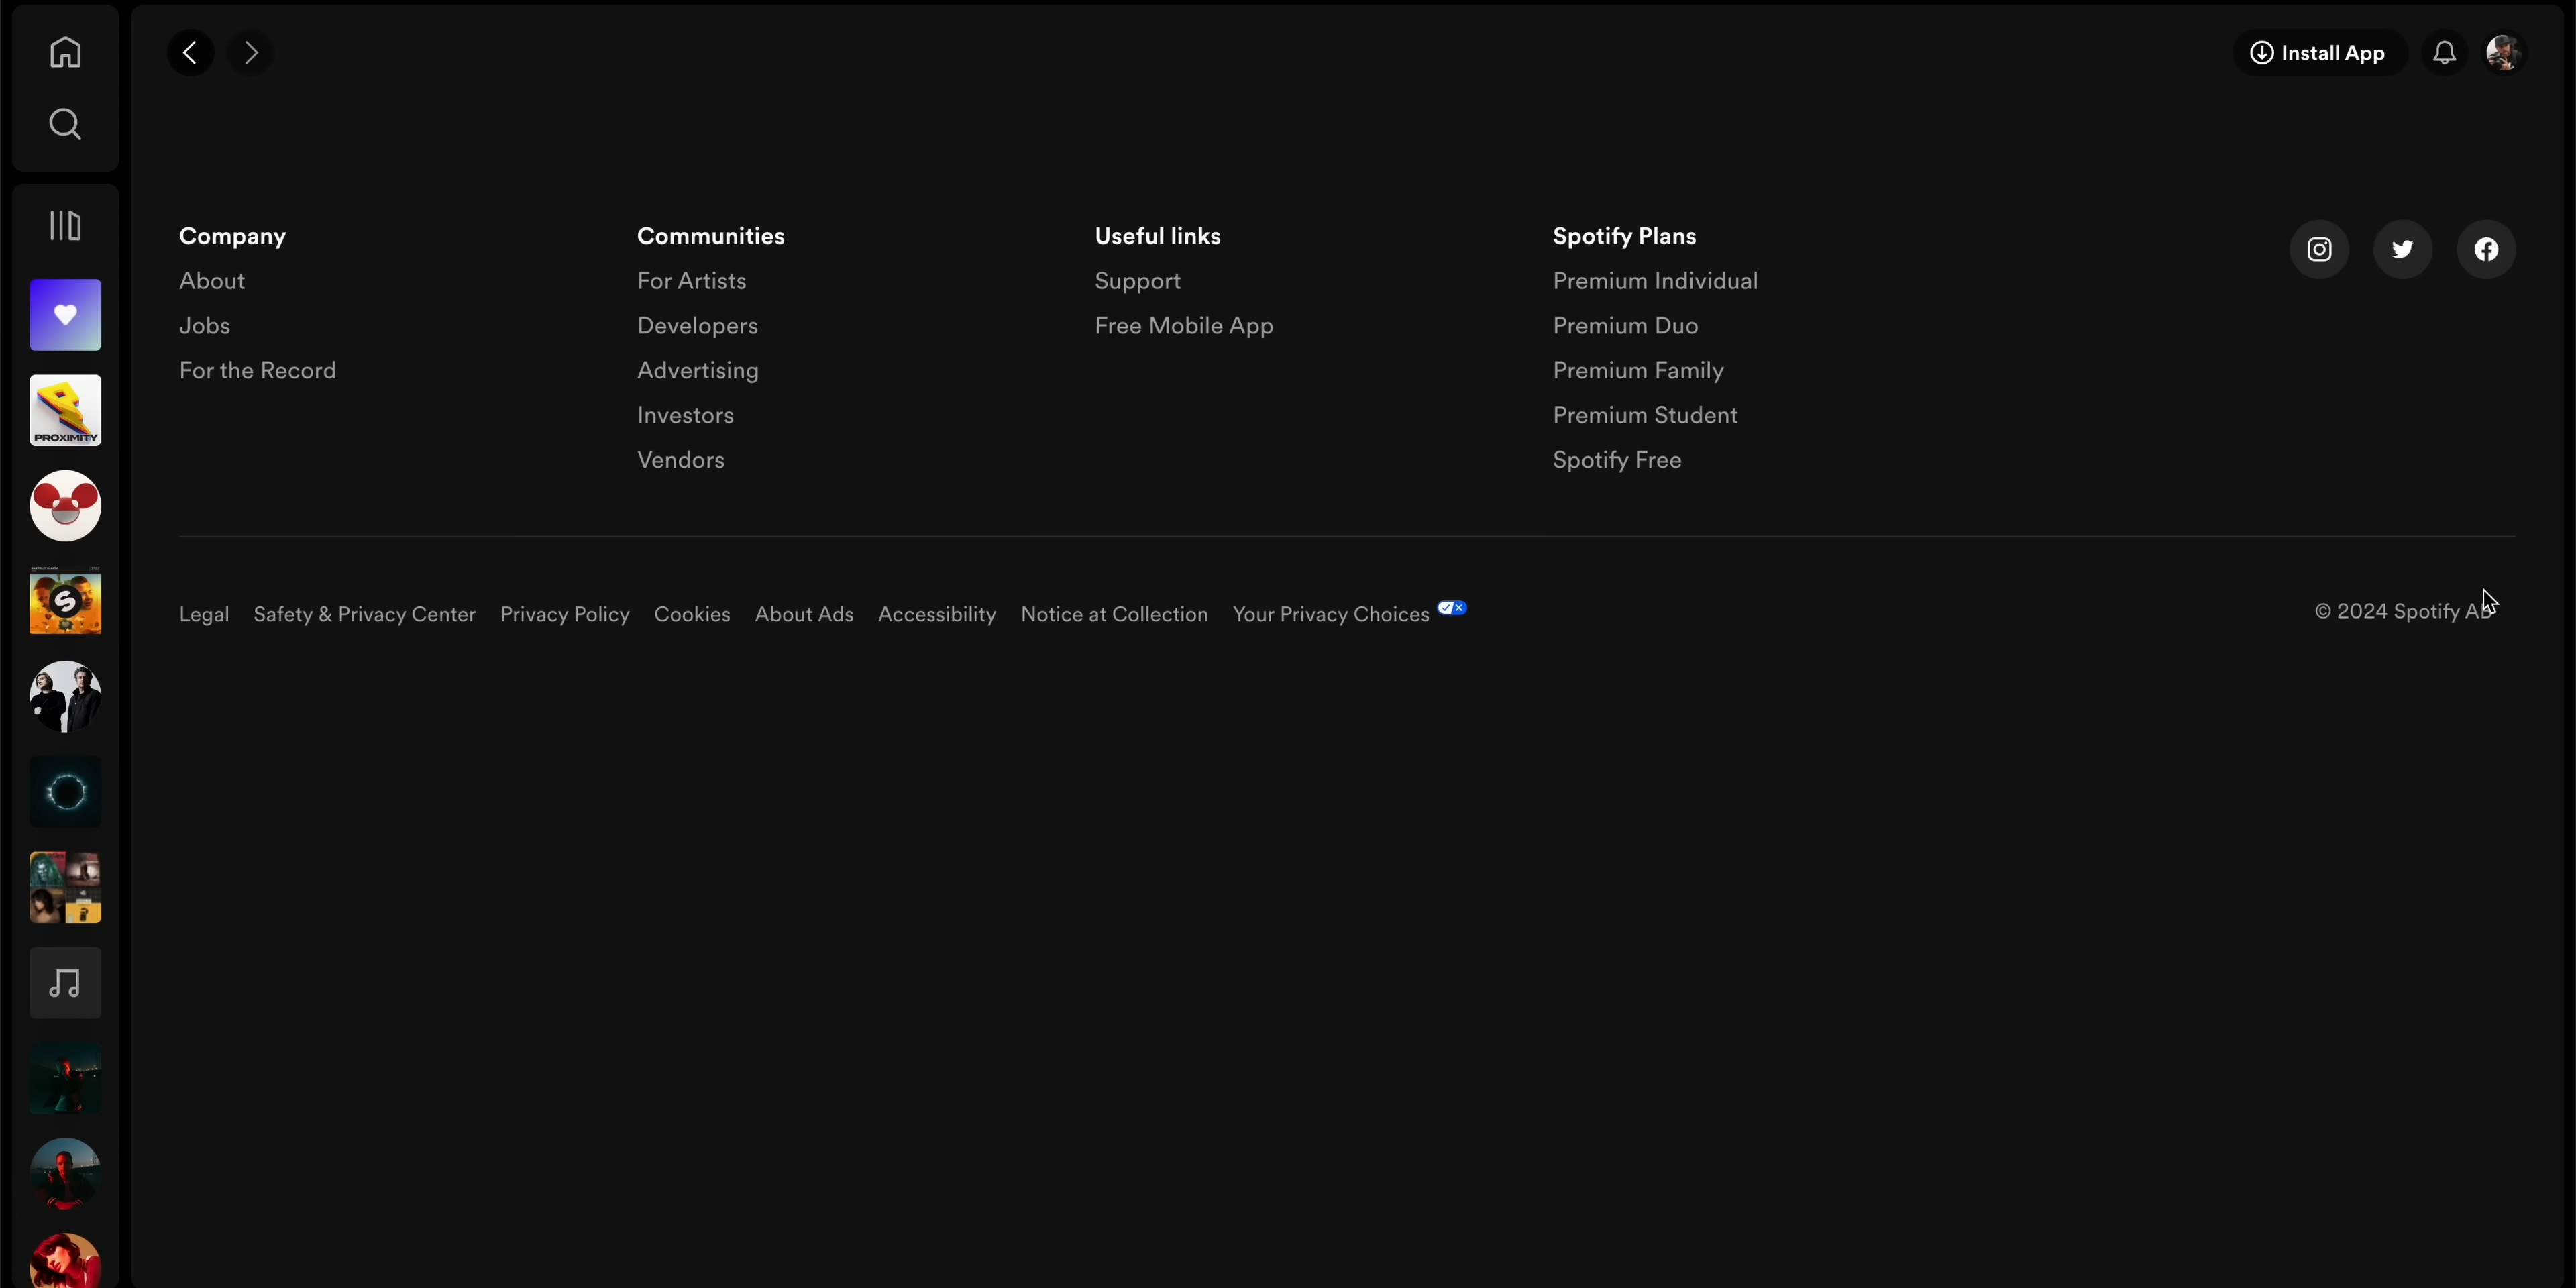 Install App
Company
About
Jobs
For the Record
Communities
For Artists
Developers
Advertising
Investors
Vendors
Useful links
Support
Free Mobile App
Spotify Plans
Premium Individual
Premium Duo
Premium Family
Premium Student
Spotify Free
PROXIMITY
Legal
Safety & Privacy Center
Privacy Policy
Cookies
About Ads
Accessibility
Notice at Collection
Your Privacy Choices
© 2024 Spotify AB